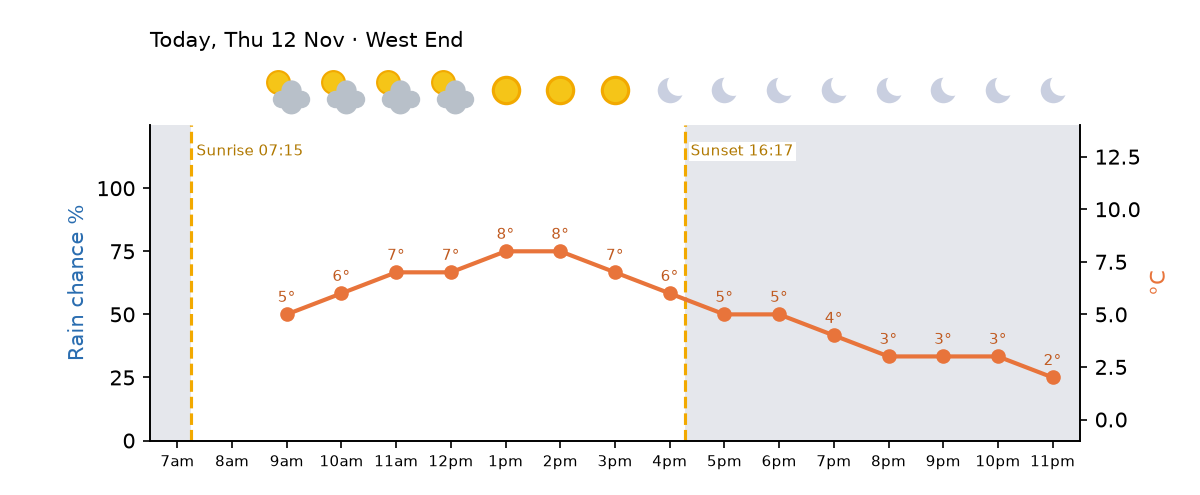 Today, Thu 12 Nov · West End
Sunrise 07:15
Sunset 16:17
Rain chance %
100
75
50
25
0
12.5
10.0
7.5
5.0
2.5
0.0
°C
5° 6° 7° 7° 8° 8° 7° 6° 5° 5° 4° 3° 3° 3° 2°
7am 8am 9am 10am 11am 12pm 1pm 2pm 3pm 4pm 5pm 6pm 7pm 8pm 9pm 10pm 11pm